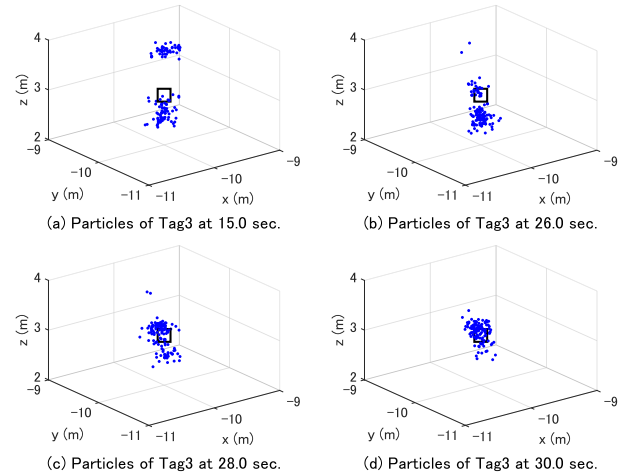 4
3
2
z (m)
-9
-10
-11
y (m)
-11
-10
-9
x (m)
(a) Particles of Tag3 at 15.0 sec.
4
3
2
z (m)
-9
-10
-11
y (m)
-11
-10
-9
x (m)
(b) Particles of Tag3 at 26.0 sec.
4
3
2
z (m)
-9
-10
-11
y (m)
-11
-10
-9
x (m)
(c) Particles of Tag3 at 28.0 sec.
4
3
2
z (m)
-9
-10
-11
y (m)
-11
-10
-9
x (m)
(d) Particles of Tag3 at 30.0 sec.